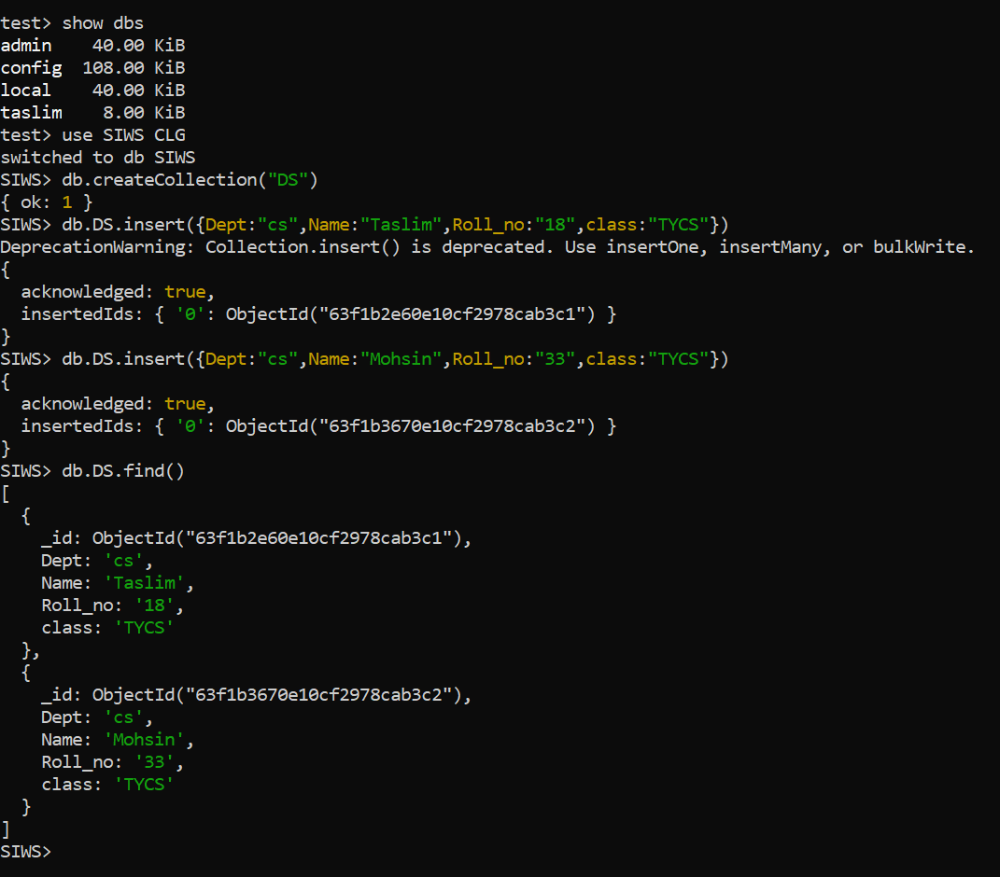 test> show dbs
admin    40.00 KiB
config  108.00 KiB
local    40.00 KiB
taslim    8.00 KiB
test> use SIWS CLG
switched to db SIWS
SIWS> db.createCollection("DS")
{ ok: 1 }
SIWS> db.DS.insert({Dept:"cs",Name:"Taslim",Roll_no:"18",class:"TYCS"})
DeprecationWarning: Collection.insert() is deprecated. Use insertOne, insertMany, or bulkWrite.
{
  acknowledged: true,
  insertedIds: { '0': ObjectId("63f1b2e60e10cf2978cab3c1") }
}
SIWS> db.DS.insert({Dept:"cs",Name:"Mohsin",Roll_no:"33",class:"TYCS"})
{
  acknowledged: true,
  insertedIds: { '0': ObjectId("63f1b3670e10cf2978cab3c2") }
}
SIWS> db.DS.find()
[
  {
    _id: ObjectId("63f1b2e60e10cf2978cab3c1"),
    Dept: 'cs',
    Name: 'Taslim',
    Roll_no: '18',
    class: 'TYCS'
  },
  {
    _id: ObjectId("63f1b3670e10cf2978cab3c2"),
    Dept: 'cs',
    Name: 'Mohsin',
    Roll_no: '33',
    class: 'TYCS'
  }
]
SIWS>